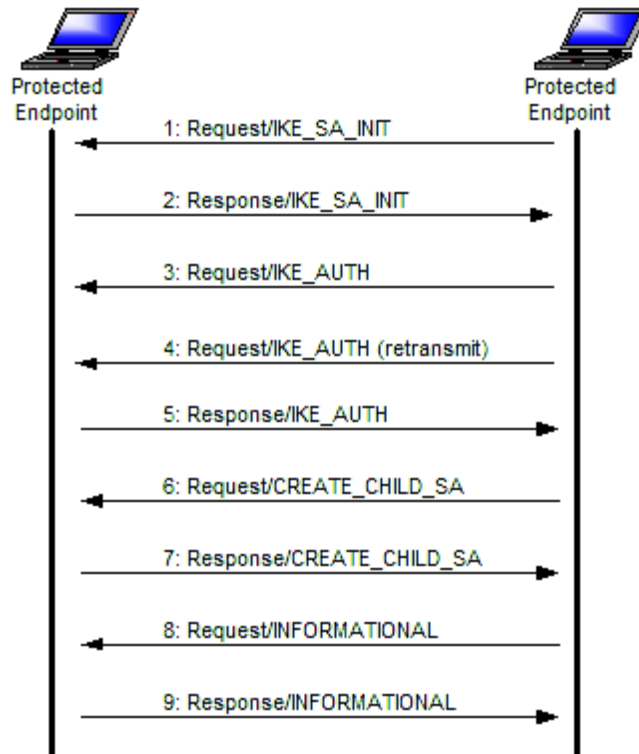 Protected
Endpoint
Protected
Endpoint
1: Request/IKE_SA_INIT
2: Response/IKE_SA_INIT
3: Request/IKE_AUTH
4: Request/IKE_AUTH (retransmit)
5: Response/IKE_AUTH
6: Request/CREATE_CHILD_SA
7: Response/CREATE_CHILD_SA
8: Request/INFORMATIONAL
9: Response/INFORMATIONAL